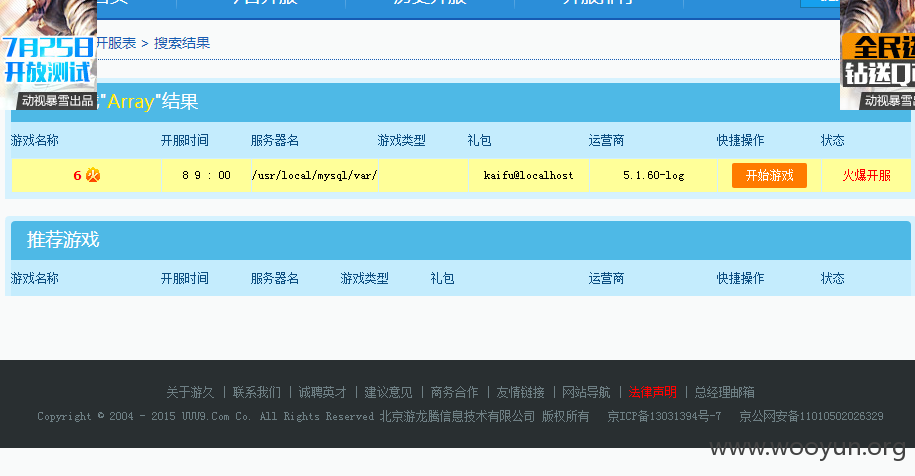 7月25日
开放测试
动视暴雪出品
全民选
钻送Q
动视暴雪
开服表 > 搜索结果
"Array"结果
游戏名称 开服时间 服务器名 游戏类型 礼包 运营商 快捷操作 状态
6 火 8 9 : 00 /usr/local/mysql/var/ kaifu@localhost 5.1.60-log 开始游戏 火爆开服
推荐游戏
游戏名称 开服时间 服务器名 游戏类型 礼包 运营商 快捷操作 状态
关于游久 | 联系我们 | 诚聘英才 | 建议意见 | 商务合作 | 友情链接 | 网站导航 | 法律声明 | 总经理邮箱
Copyright © 2004 - 2015 UUU9.Com Co. All Rights Reserved 北京游龙腾信息技术有限公司 版权所有 京ICP备13031394号-7 京公网安备11010502026329
www.wooyun.org